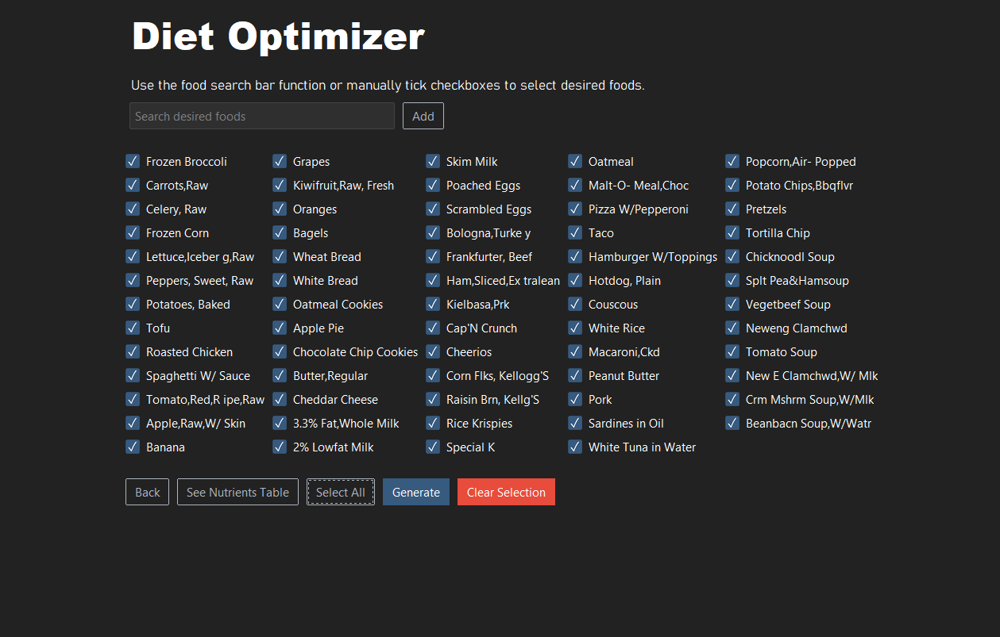 Diet Optimizer
Use the food search bar function or manually tick checkboxes to select desired foods.
Search desired foods Add
Frozen Broccoli Grapes Skim Milk Oatmeal Popcorn,Air- Popped
Carrots,Raw Kiwifruit,Raw, Fresh Poached Eggs Malt-O- Meal,Choc Potato Chips,Bbqflvr
Celery, Raw Oranges Scrambled Eggs Pizza W/Pepperoni Pretzels
Frozen Corn Bagels Bologna,Turke y Taco Tortilla Chip
Lettuce,Iceber g,Raw Wheat Bread Frankfurter, Beef Hamburger W/Toppings Chicknoodl Soup
Peppers, Sweet, Raw White Bread Ham,Sliced,Ex tralean Hotdog, Plain Splt Pea&Hamsoup
Potatoes, Baked Oatmeal Cookies Kielbasa,Prk Couscous Vegetbeef Soup
Tofu Apple Pie Cap'N Crunch White Rice Neweng Clamchwd
Roasted Chicken Chocolate Chip Cookies Cheerios Macaroni,Ckd Tomato Soup
Spaghetti W/ Sauce Butter,Regular Corn Flks, Kellogg'S Peanut Butter New E Clamchwd,W/ Mlk
Tomato,Red,R ipe,Raw Cheddar Cheese Raisin Brn, Kellg'S Pork Crm Mshrm Soup,W/Mlk
Apple,Raw,W/ Skin 3.3% Fat,Whole Milk Rice Krispies Sardines in Oil Beanbacn Soup,W/Watr
Banana 2% Lowfat Milk Special K White Tuna in Water
Back See Nutrients Table Select All Generate Clear Selection